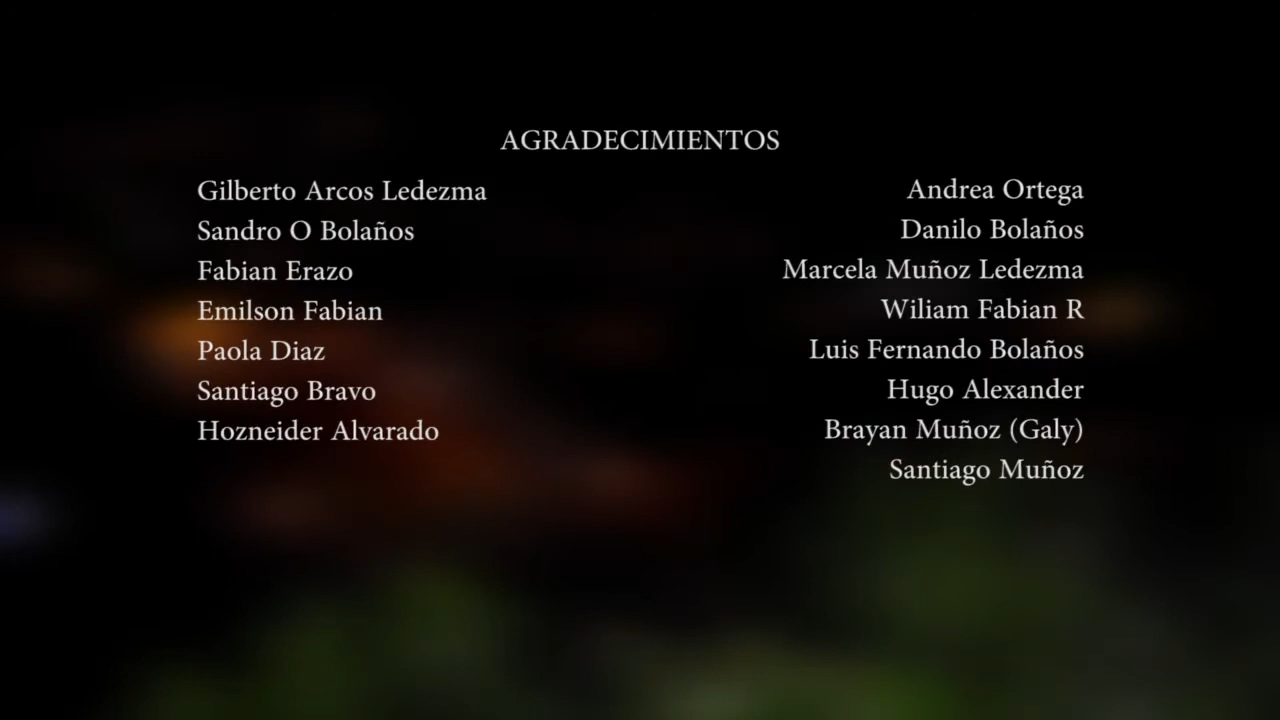 AGRADECIMIENTOS
Gilberto Arcos Ledezma
Sandro O Bolaños
Fabian Erazo
Emilson Fabian
Paola Diaz
Santiago Bravo
Hozneider Alvarado
Andrea Ortega
Danilo Bolaños
Marcela Muñoz Ledezma
Wiliam Fabian R
Luis Fernando Bolaños
Hugo Alexander
Brayan Muñoz (Galy)
Santiago Muñoz